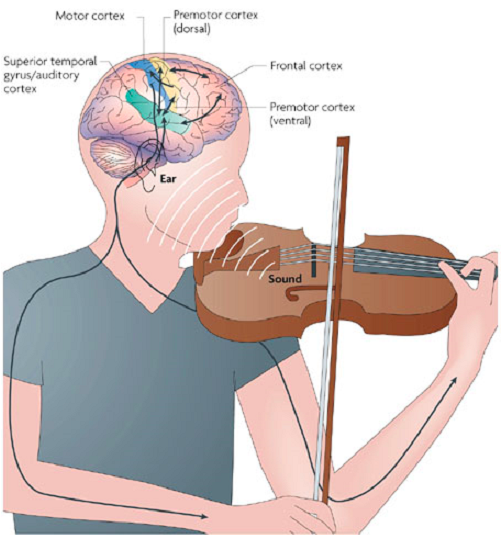 Motor cortex
Premotor cortex
(dorsal)
Superior temporal
gyrus/auditory
cortex
Frontal cortex
Premotor cortex
(ventral)
Ear
Sound